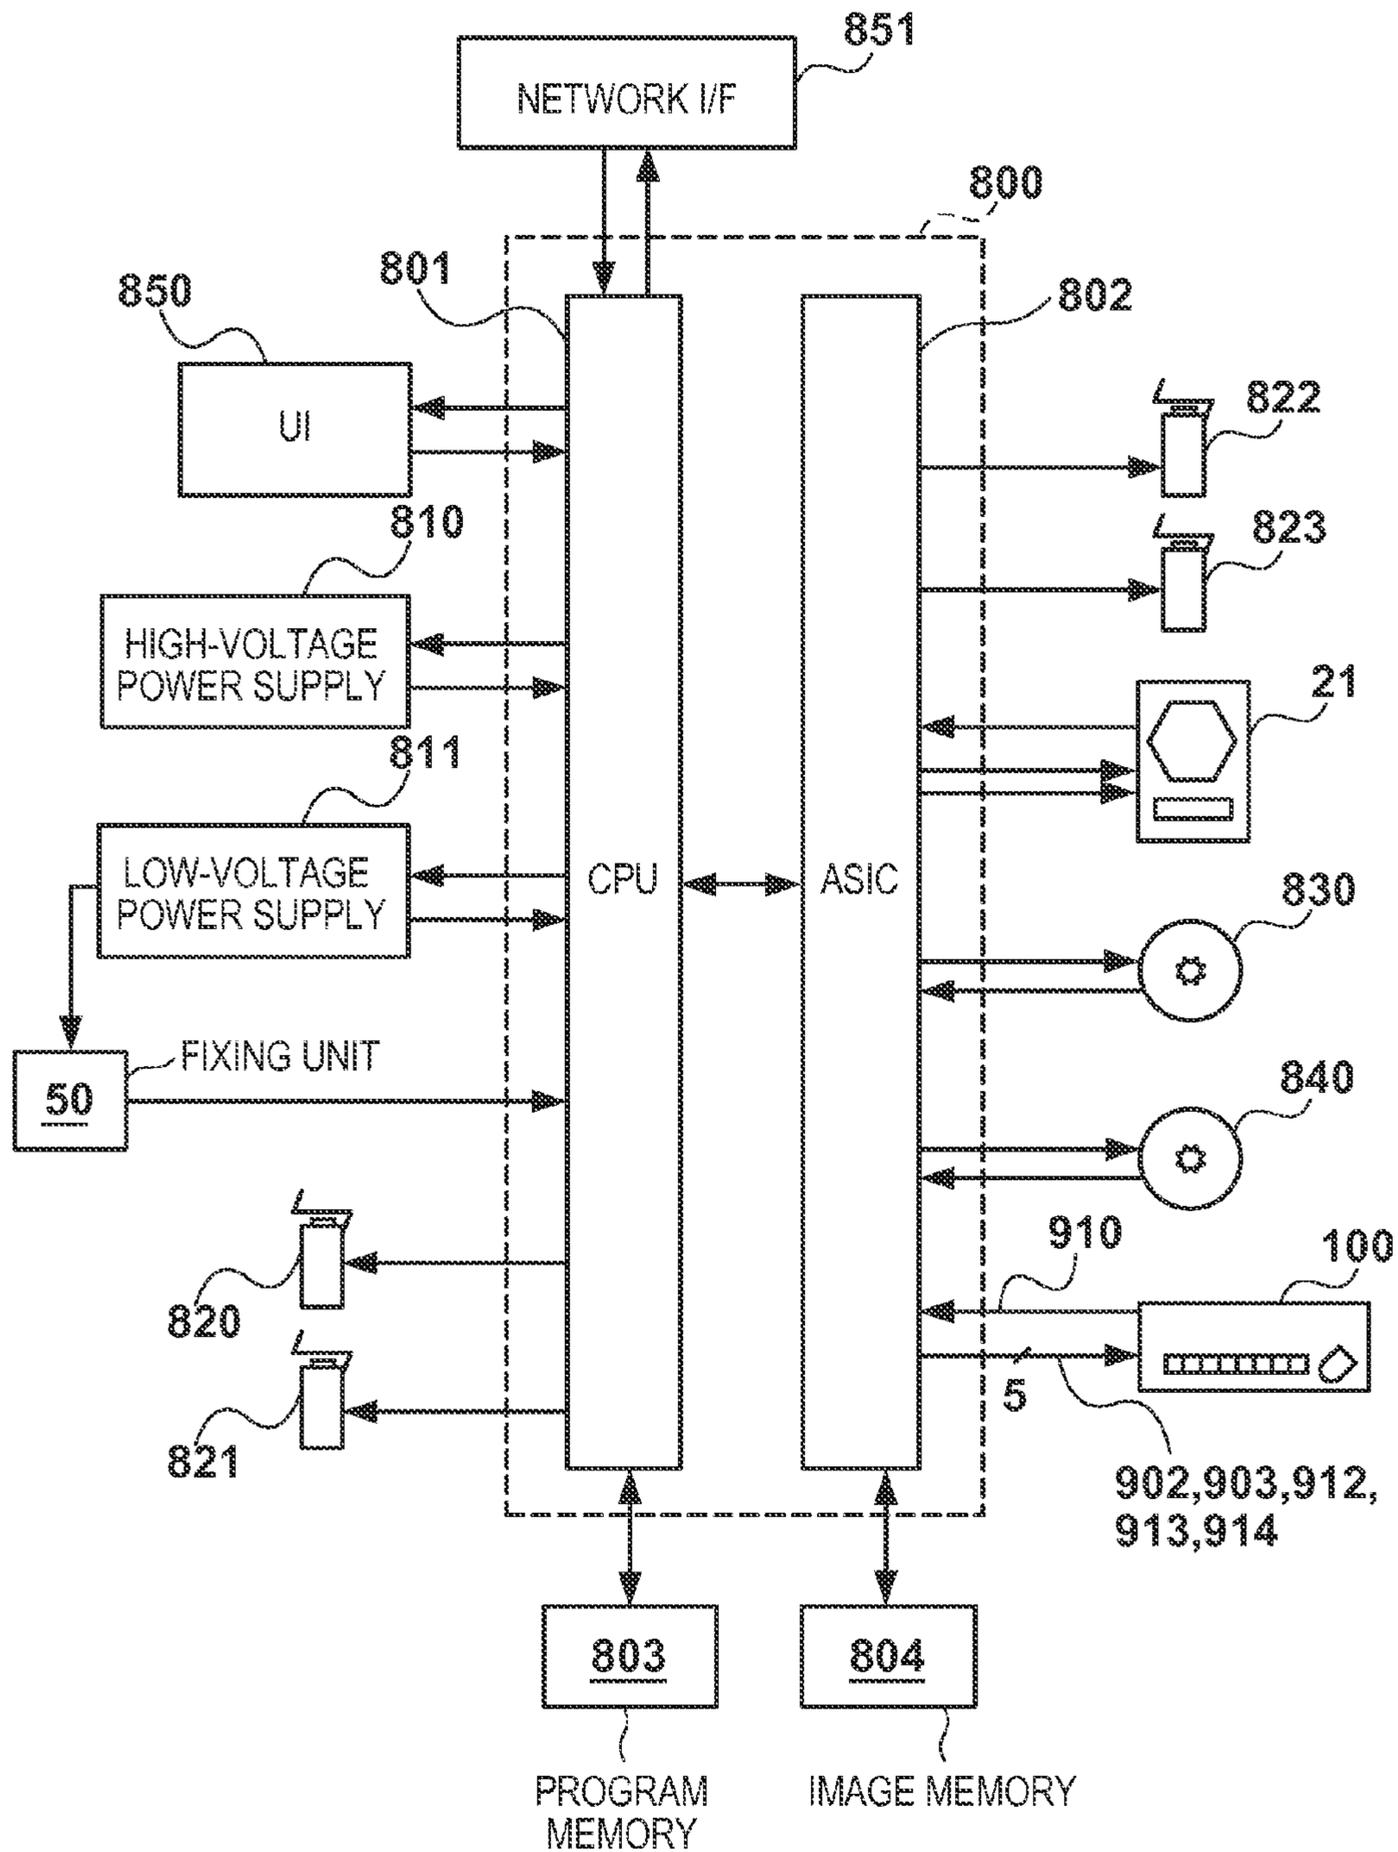 851
NETWORK I/F
800
801
850
802
UI
822
810
823
HIGH-VOLTAGE
POWER SUPPLY
21
811
LOW-VOLTAGE
POWER SUPPLY
CPU
ASIC
830
FIXING UNIT
50
840
910
100
820
5
821
902,903,912,
913,914
803
804
PROGRAM
MEMORY
IMAGE MEMORY